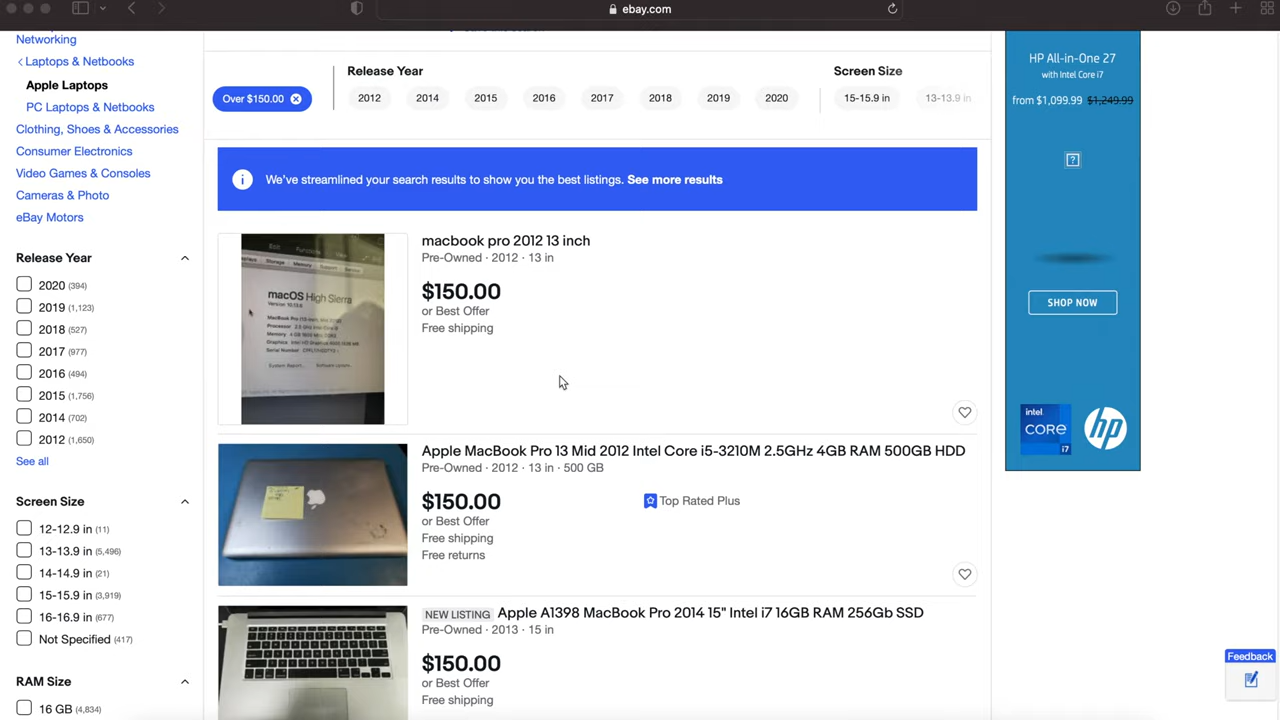 ebay.com
Networking
Laptops & Netbooks
Apple Laptops
PC Laptops & Netbooks
Clothing, Shoes & Accessories
Consumer Electronics
Video Games & Consoles
Cameras & Photo
eBay Motors
Release Year
2020 (394)
2019 (1,123)
2018 (527)
2017 (977)
2016 (494)
2015 (1,756)
2014 (702)
2012 (1,650)
See all
Screen Size
12-12.9 in (11)
13-13.9 in (5,496)
14-14.9 in (21)
15-15.9 in (3,919)
16-16.9 in (677)
Not Specified (417)
RAM Size
16 GB (4,834)
Over $150.00
Release Year
2012 2014 2015 2016 2017 2018 2019 2020
Screen Size
15-15.9 in 13-13.9 in
We've streamlined your search results to show you the best listings. See more results
macOS High Sierra
macbook pro 2012 13 inch
Pre-Owned · 2012 · 13 in
$150.00
or Best Offer
Free shipping
Apple MacBook Pro 13 Mid 2012 Intel Core i5-3210M 2.5GHz 4GB RAM 500GB HDD
Pre-Owned · 2012 · 13 in · 500 GB
$150.00
Top Rated Plus
or Best Offer
Free shipping
Free returns
NEW LISTING Apple A1398 MacBook Pro 2014 15" Intel i7 16GB RAM 256Gb SSD
Pre-Owned · 2013 · 15 in
$150.00
or Best Offer
Free shipping
HP All-in-One 27
with Intel Core i7
from $1,099.99 $1,249.99
?
SHOP NOW
intel
CORE
i7
hp
Feedback